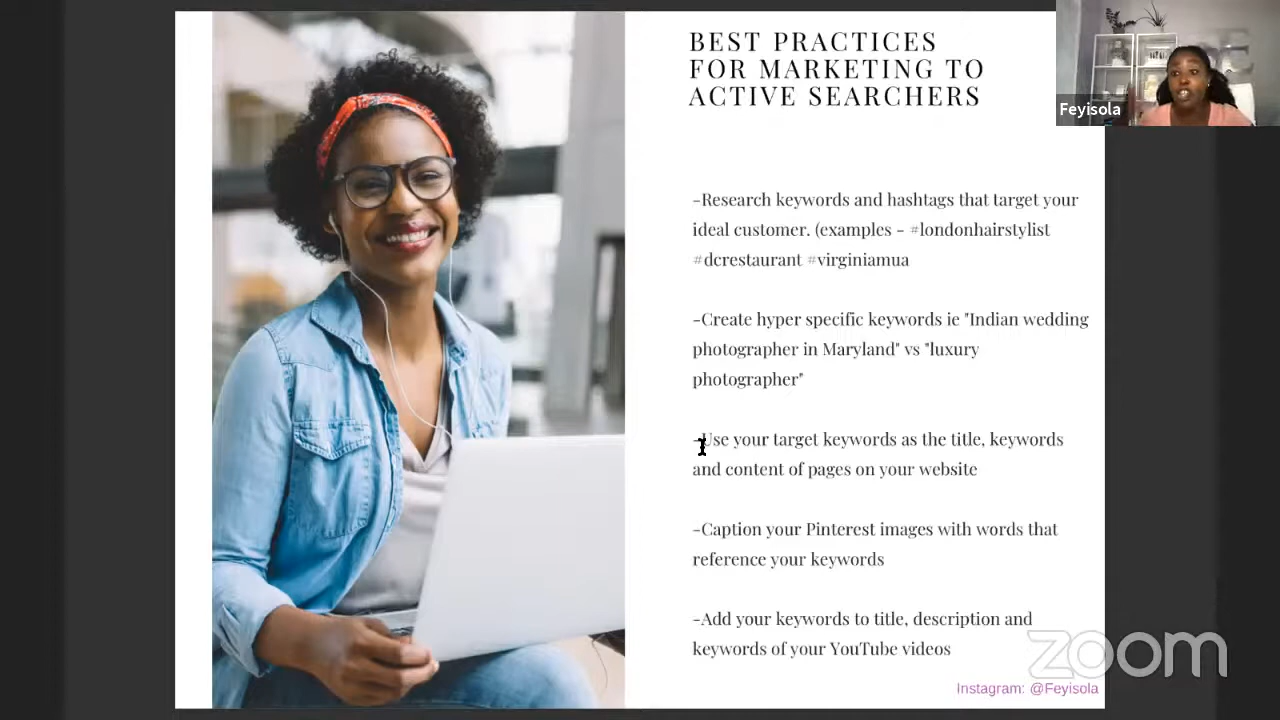 BEST PRACTICES
FOR MARKETING TO
ACTIVE SEARCHERS
Feyisola
-Research keywords and hashtags that target your
ideal customer. (examples - #londonhairstylist
#dcrestaurant #virginiamua
-Create hyper specific keywords ie "Indian wedding
photographer in Maryland" vs "luxury
photographer"
-Use your target keywords as the title, keywords
and content of pages on your website
-Caption your Pinterest images with words that
reference your keywords
-Add your keywords to title, description and
keywords of your YouTube videos
zoom
Instagram: @Feyisola